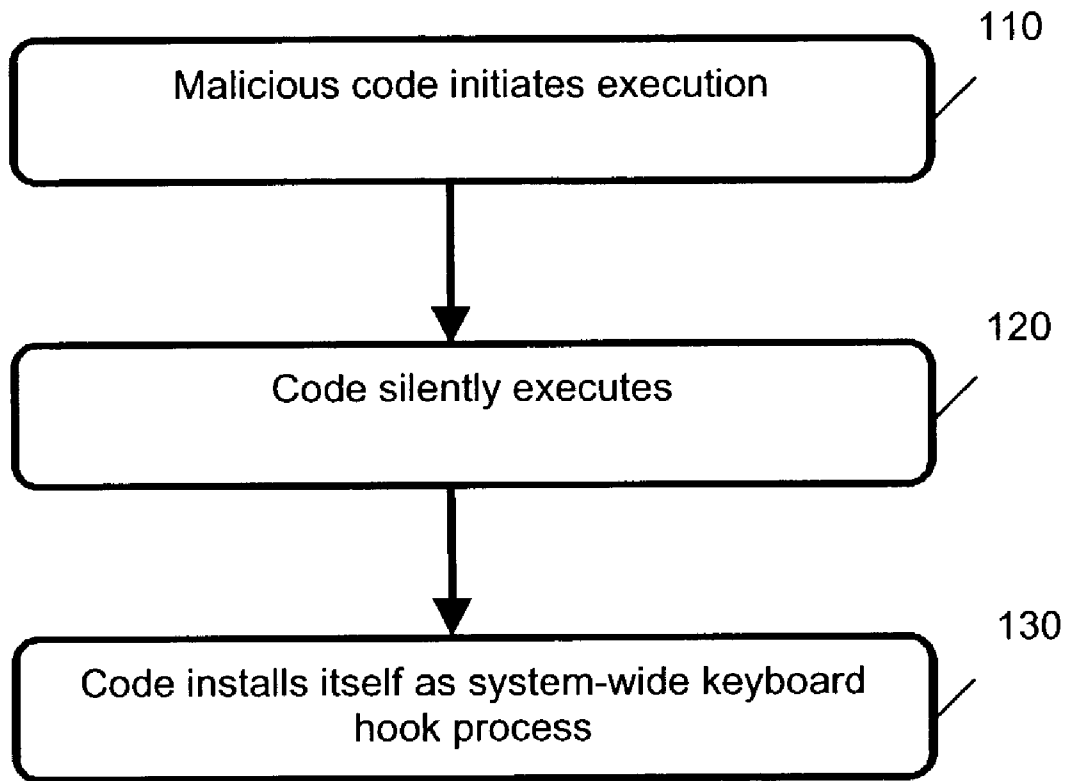 110
Malicious code initiates execution
120
Code silently executes
130
Code installs itself as system-wide keyboard
hook process